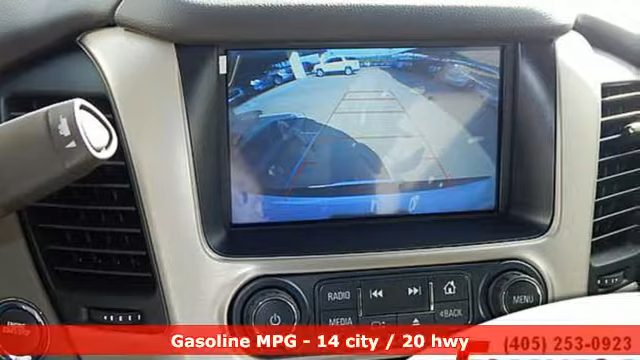 RADIO
MENU
MEDIA
BACK
Gasoline MPG - 14 city / 20 hwy
(405) 253-0923